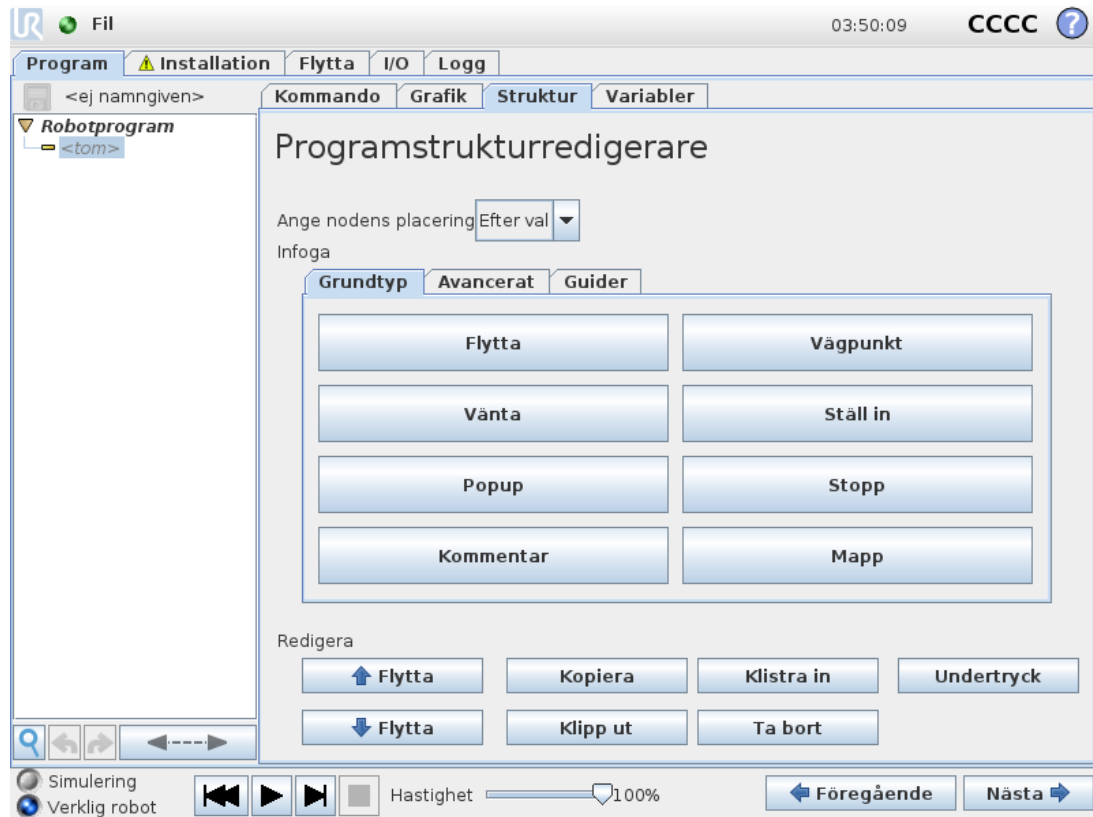 UR Fil 03:50:09 CCCC ?
Program Installation Flytta I/O Logg
<ej namngiven> Kommando Grafik Struktur Variabler
Robotprogram
<tom>
Programstrukturredigerare
Ange nodens placering Efter val
Infoga
Grundtyp Avancerat Guider
Flytta Vägpunkt
Vänta Ställ in
Popup Stopp
Kommentar Mapp
Redigera
Flytta Kopiera Klistra in Undertryck
Flytta Klipp ut Ta bort
Simulering
Verklig robot
Hastighet 100% Föregående Nästa